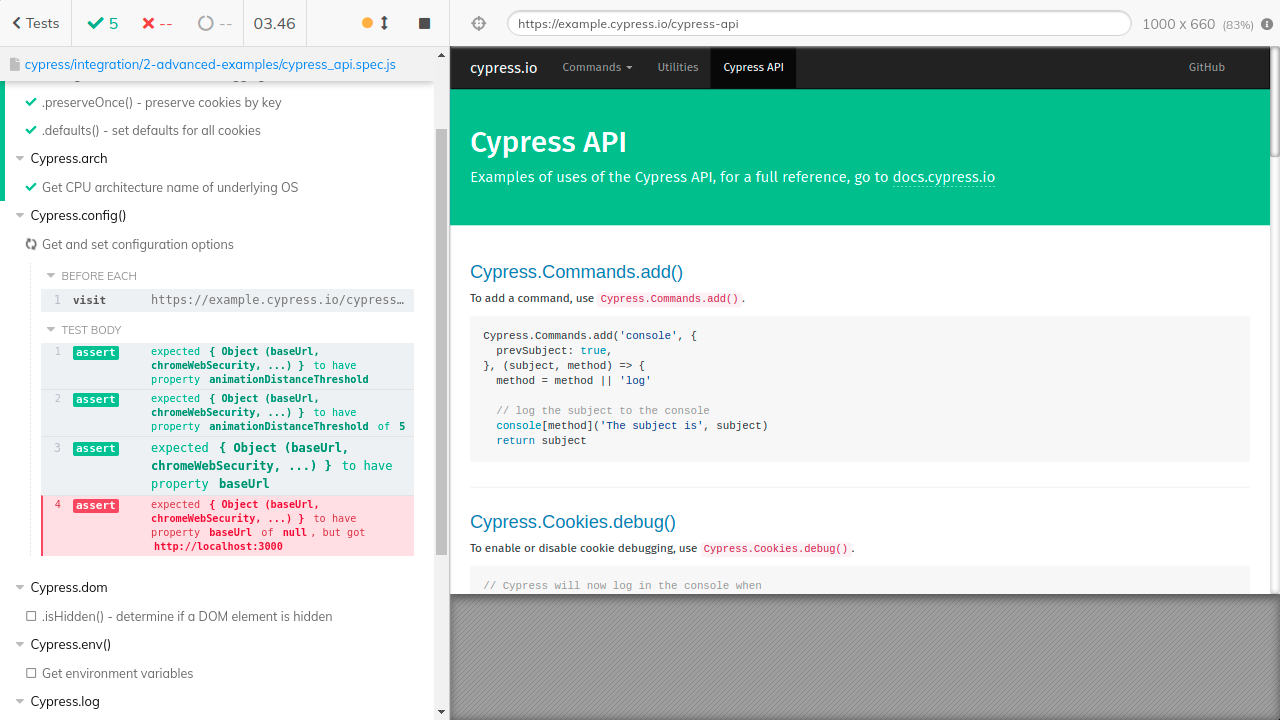 Tests
5
--
--
03.46
https://example.cypress.io/cypress-api
1000 x 660 (83%)
cypress/integration/2-advanced-examples/cypress_api.spec.js
.preserveOnce() - preserve cookies by key
.defaults() - set defaults for all cookies
Cypress.arch
Get CPU architecture name of underlying OS
Cypress.config()
Get and set configuration options
BEFORE EACH
1 visit https://example.cypress.io/cypress…
TEST BODY
1 assert expected { Object (baseUrl,
chromeWebSecurity, ...) } to have
property animationDistanceThreshold
2 assert expected { Object (baseUrl,
chromeWebSecurity, ...) } to have
property animationDistanceThreshold of 5
3 assert expected { Object (baseUrl,
chromeWebSecurity, ...) } to have
property baseUrl
4 assert expected { Object (baseUrl,
chromeWebSecurity, ...) } to have
property baseUrl of null, but got
http://localhost:3000
Cypress.dom
.isHidden() - determine if a DOM element is hidden
Cypress.env()
Get environment variables
Cypress.log
cypress.io
Commands
Utilities
Cypress API
GitHub
Cypress API
Examples of uses of the Cypress API, for a full reference, go to docs.cypress.io
Cypress.Commands.add()
To add a command, use Cypress.Commands.add().
Cypress.Commands.add('console', {
prevSubject: true,
}, (subject, method) => {
method = method || 'log'
// log the subject to the console
console[method]('The subject is', subject)
return subject
Cypress.Cookies.debug()
To enable or disable cookie debugging, use Cypress.Cookies.debug().
// Cypress will now log in the console when